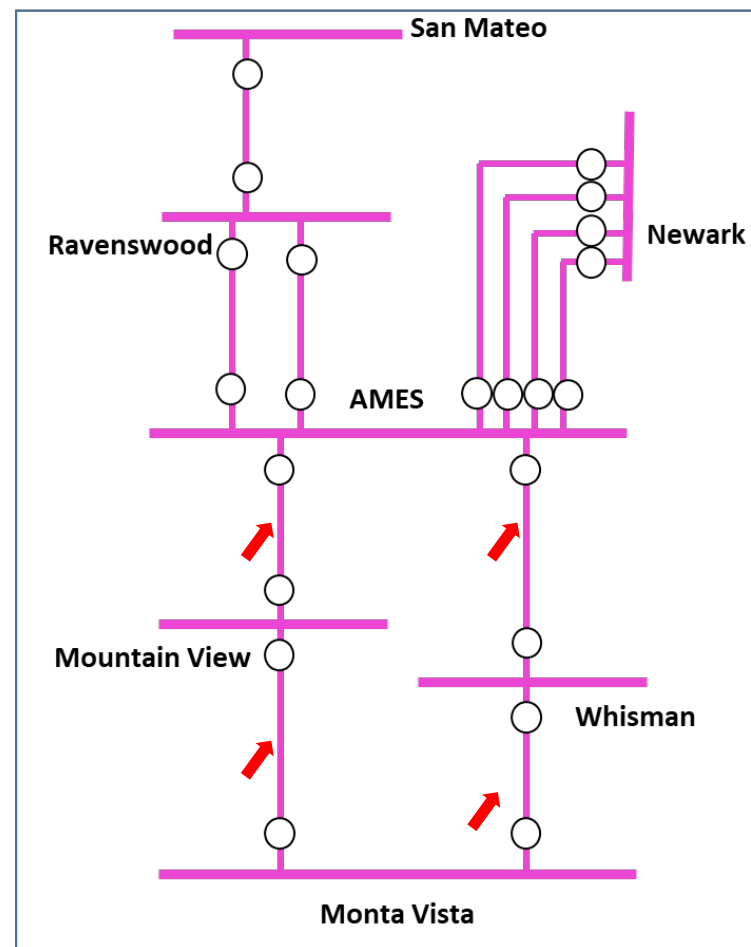 San Mateo
Ravenswood
Newark
AMES
Mountain View
Whisman
Monta Vista